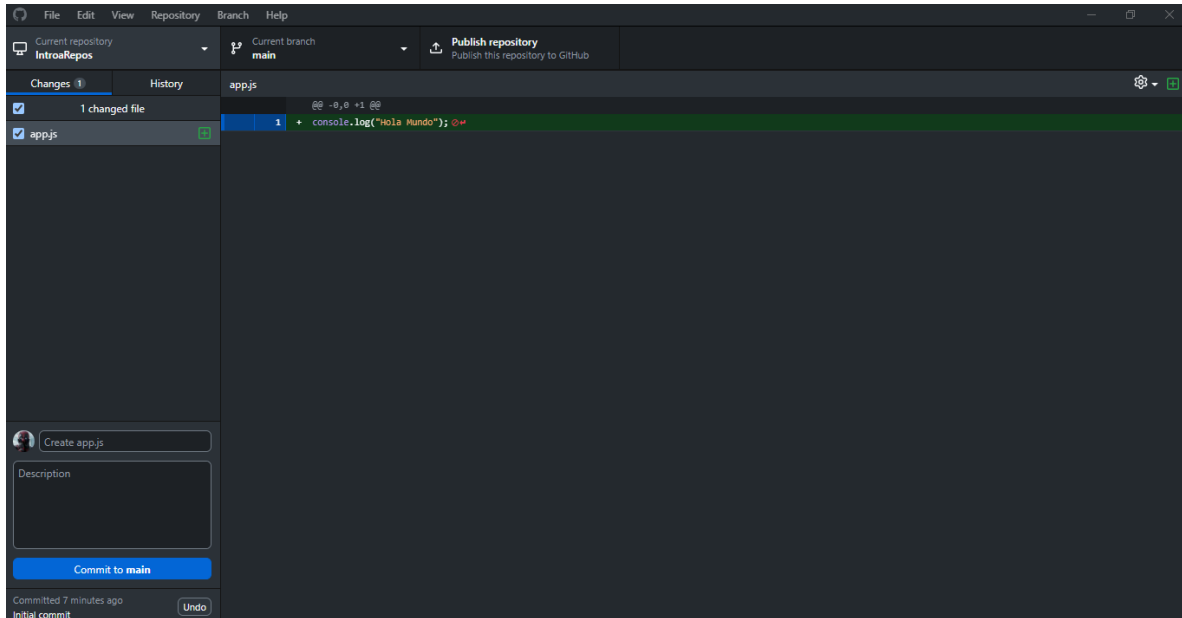 File Edit View Repository Branch Help
Current repository
IntroaRepos
Current branch
main
Publish repository
Publish this repository to GitHub
Changes 1 History
app.js
1 changed file
app.js
@@ -0,0 +1 @@
1 + console.log("Hola Mundo");
Create app.js
Description
Commit to main
Committed 7 minutes ago
Initial commit
Undo